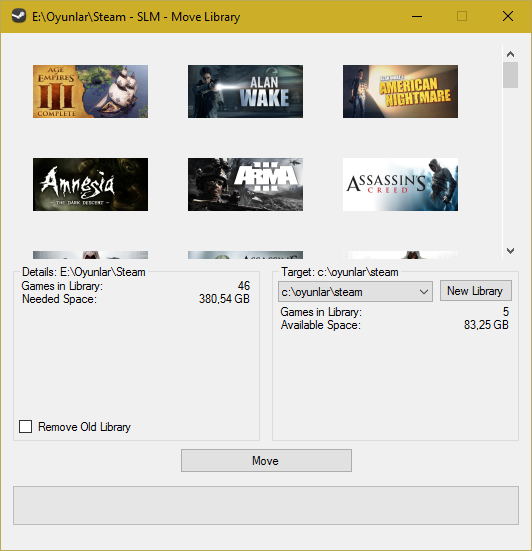 E:\Oyunlar\Steam - SLM - Move Library
AGE of EMPIRES III COMPLETE
ALAN WAKE
ALAN WAKE'S AMERICAN NIGHTMARE
Amnesia
THE DARK DESCENT
ARMA III
ASSASSIN'S CREED
Details: E:\Oyunlar\Steam
Games in Library: 46
Needed Space: 380,54 GB
Remove Old Library
Target: c:\oyunlar\steam
c:\oyunlar\steam
New Library
Games in Library: 5
Available Space: 83,25 GB
Move